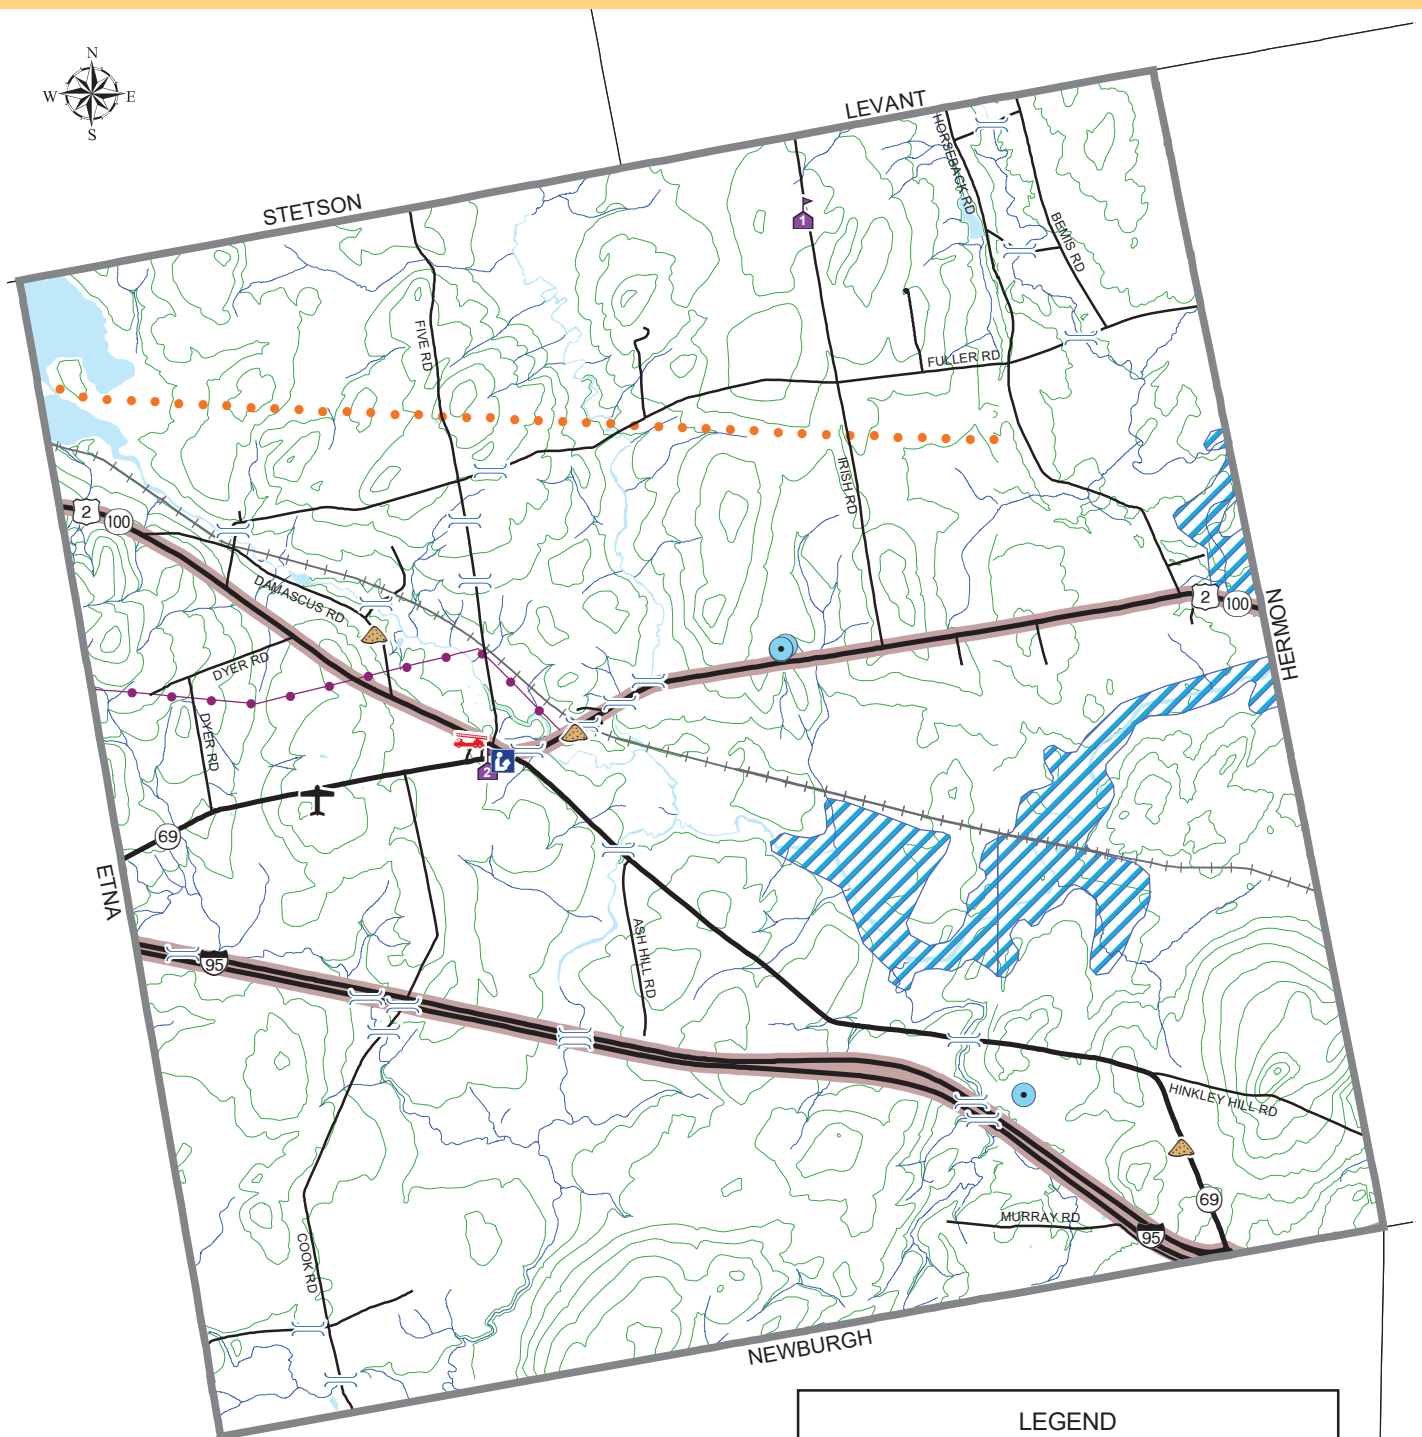 N
W E
S
LEVANT
STETSON
HORSEBACK RD
1
BEMIS RD
FIVE RD
FULLER RD
IRISH RD
2
100
DAMASCUS RD
2
100
HERMON
DYER RD
DYER RD
2
69
ETNA
ASH HILL RD
95
HINKLEY HILL RD
69
MURRAY RD
95
COOK RD
NEWBURGH
LEGEND